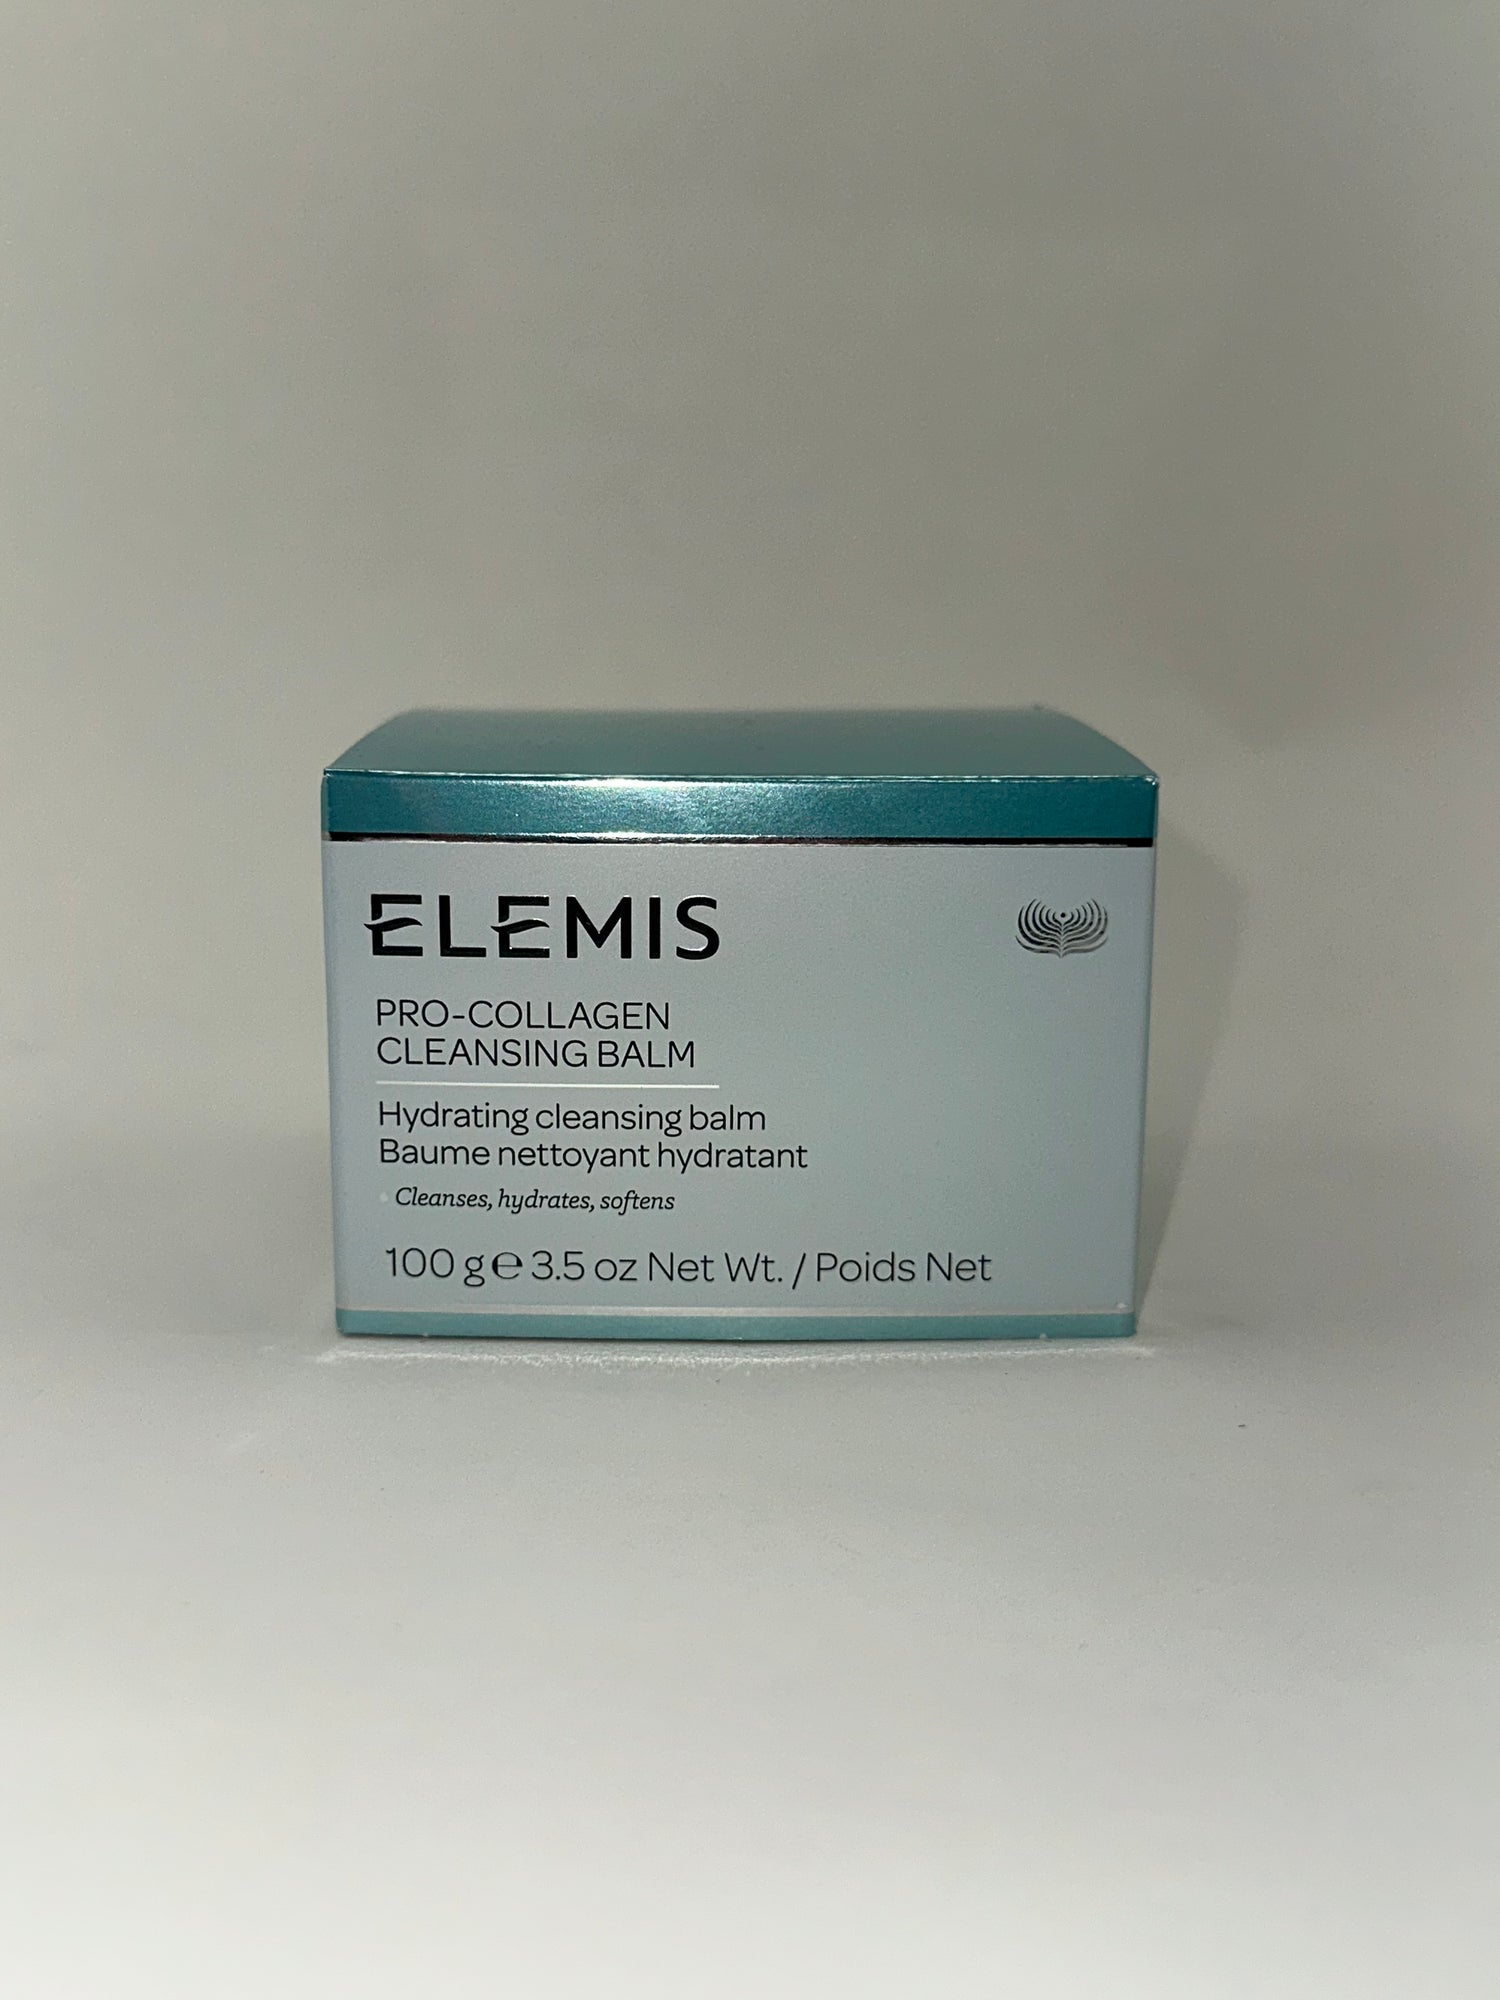 ELEMIS
PRO-COLLAGEN
CLEANSING BALM
Hydrating cleansing balm
Baume nettoyant hydratant
Cleanses, hydrates, softens
100 g ℮ 3.5 oz Net Wt. / Poids Net